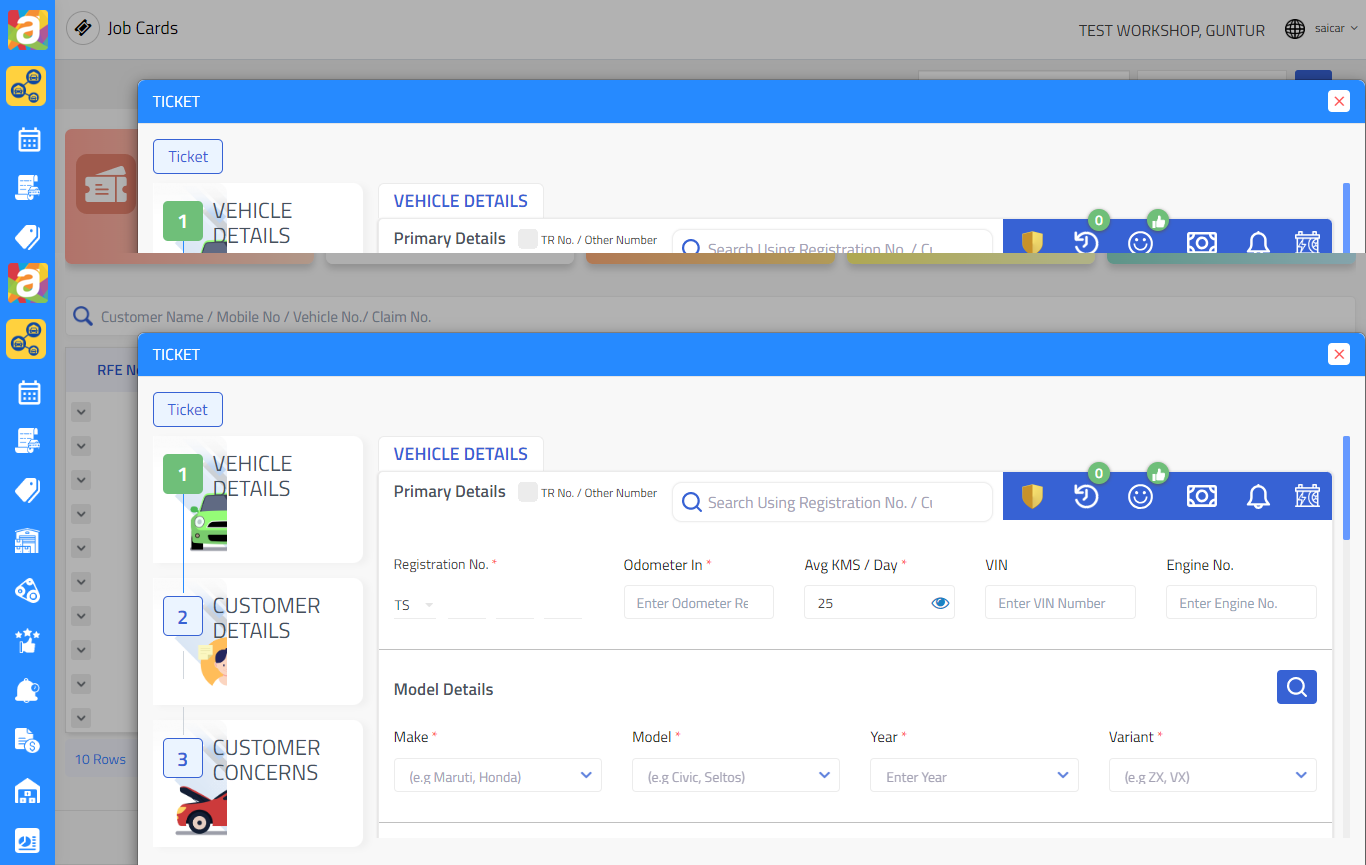 Job Cards
TEST WORKSHOP, GUNTUR
saicar
TICKET
Ticket
1
VEHICLE
DETAILS
VEHICLE DETAILS
Primary Details
TR No. / Other Number
Search Using Registration No. / Cu
0
Customer Name / Mobile No / Vehicle No./ Claim No.
RFE No
TICKET
Ticket
1
VEHICLE
DETAILS
VEHICLE DETAILS
Primary Details
TR No. / Other Number
Search Using Registration No. / Cu
0
Registration No. *
Odometer In *
Avg KMS / Day *
VIN
Engine No.
TS
Enter Odometer Re
25
Enter VIN Number
Enter Engine No.
2
CUSTOMER
DETAILS
Model Details
Make *
Model *
Year *
Variant *
(e.g Maruti, Honda)
(e.g Civic, Seltos)
Enter Year
(e.g ZX, VX)
3
CUSTOMER
CONCERNS
10 Rows